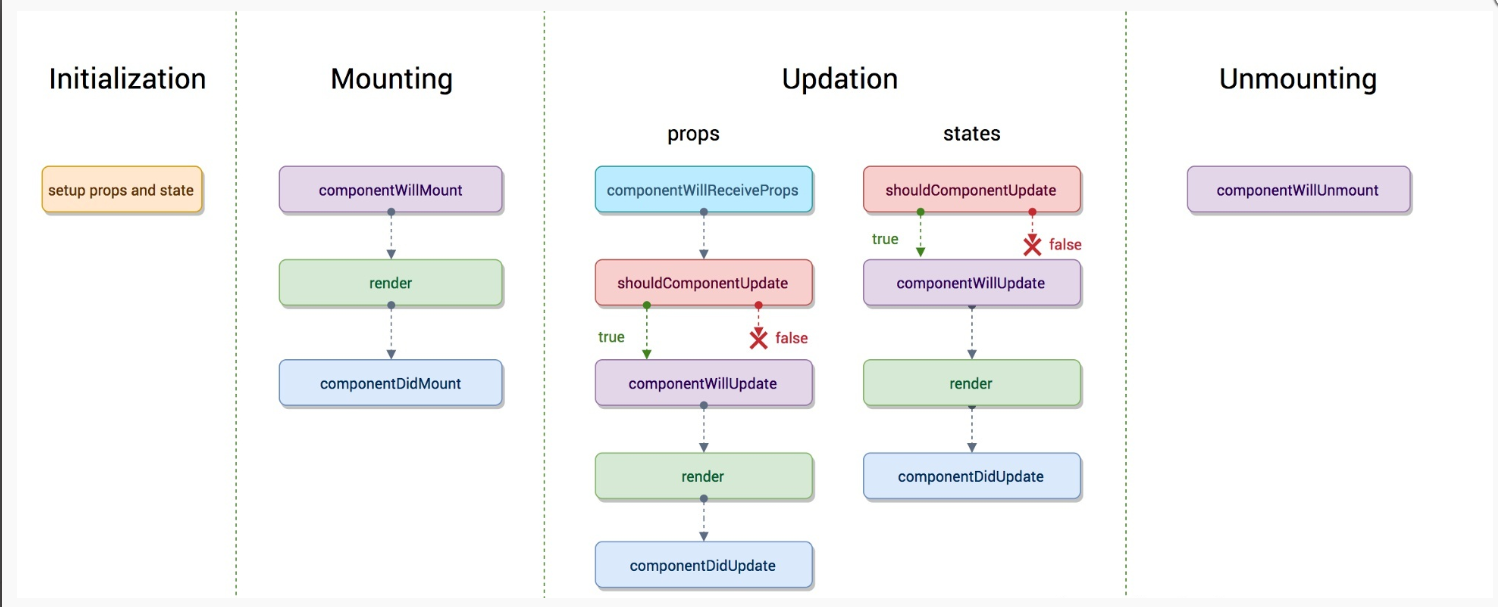 Initialization
setup props and state
Mounting
componentWillMount
render
componentDidMount
Updation
props
componentWillReceiveProps
shouldComponentUpdate
true
false
componentWillUpdate
render
componentDidUpdate
states
shouldComponentUpdate
true
false
componentWillUpdate
render
componentDidUpdate
Unmounting
componentWillUnmount